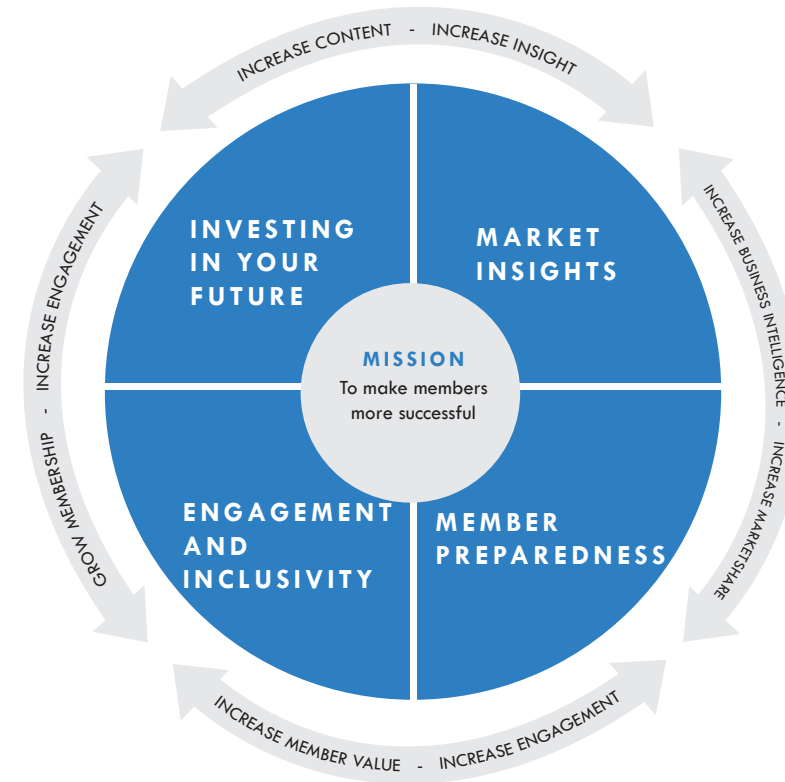 INCREASE CONTENT - INCREASE INSIGHT
INVESTING
IN YOUR
FUTURE
MARKET
INSIGHTS
GROW MEMBERSHIP - INCREASE ENGAGEMENT
INCREASE BUSINESS INTELLIGENCE - INCREASE MARKETSHARE
MISSION
To make members
more successful
ENGAGEMENT
AND
INCLUSIVITY
MEMBER
PREPAREDNESS
INCREASE MEMBER VALUE - INCREASE ENGAGEMENT